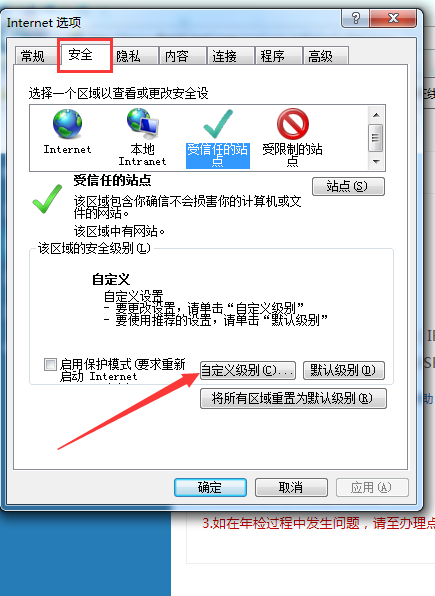 Internet 选项
常规 安全 隐私 内容 连接 程序 高级
选择一个区域以查看或更改安全设
Internet
本地
Intranet
受信任的站
点
受限制的站
点
受信任的站点
站点(S)
该区域包含你确信不会损害你的计算机或文
件的网站。
该区域中有网站。
该区域的安全级别(L)
自定义
自定义设置
- 要更改设置，请单击“自定义级别”
- 要使用推荐的设置，请单击“默认级别”
启用保护模式(要求重新
启动 Internet
自定义级别(C)...
默认级别(D)
将所有区域重置为默认级别(R)
确定 取消 应用(A)
助
3.如在年检过程中发生问题，请至办理点